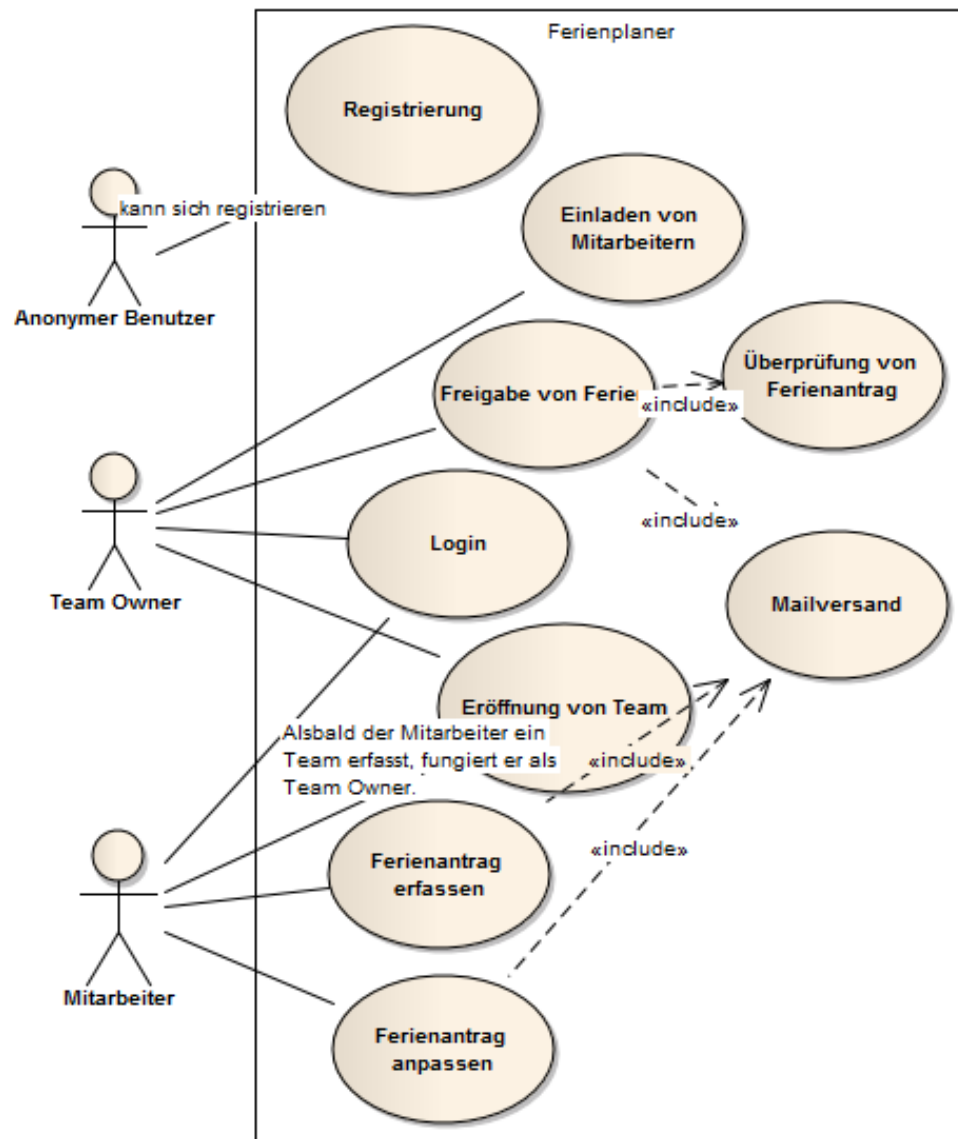 Ferienplaner
Registrierung
kann sich registrieren
Anonymer Benutzer
Einladen von
Mitarbeitern
Freigabe von Ferie
«include»
Überprüfung von
Ferienantrag
«include»
Team Owner
Login
Mailversand
Eröffnung von Team
Alsbald der Mitarbeiter ein
Team erfasst, fungiert er als
Team Owner.
«include»
«include»
Mitarbeiter
Ferienantrag
erfassen
Ferienantrag
anpassen